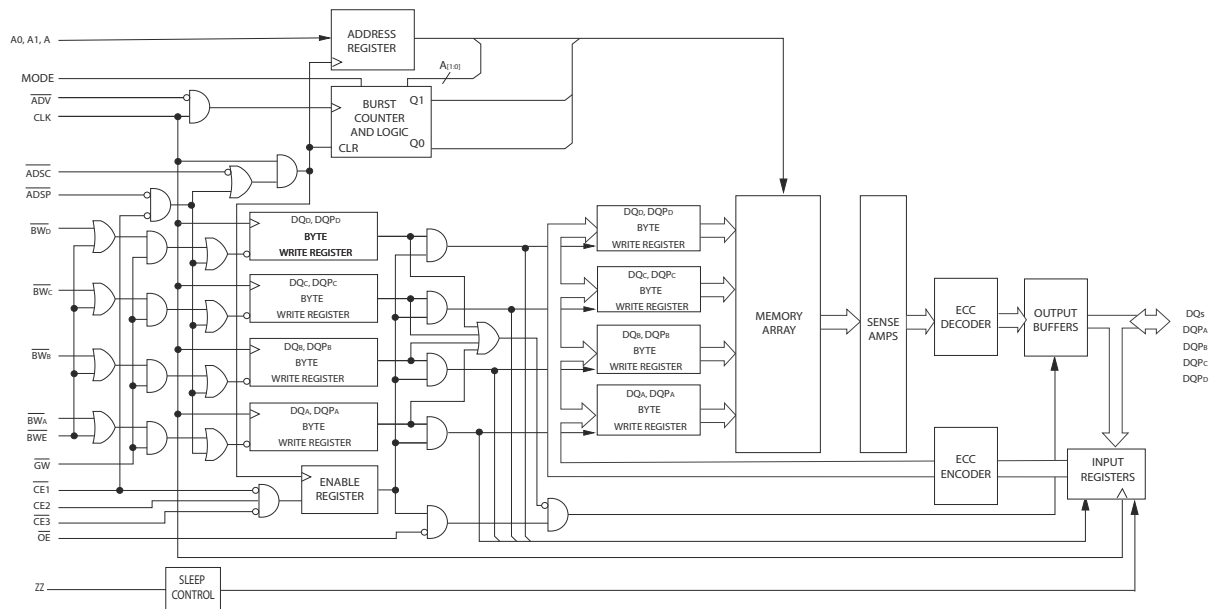 A0, A1, A
ADDRESS
REGISTER
MODE
A[1:0]
ADV
CLK
BURST
COUNTER
AND LOGIC
CLR
Q1
Q0
ADSC
ADSP
BWD
DQD, DQPD
BYTE
WRITE REGISTER
BWC
DQC, DQPC
BYTE
WRITE REGISTER
BWB
DQB, DQPB
BYTE
WRITE REGISTER
BWA
BWE
DQA, DQPA
BYTE
WRITE REGISTER
GW
CE1
CE2
CE3
OE
ENABLE
REGISTER
ZZ
SLEEP
CONTROL
DQD, DQPD
BYTE
WRITE REGISTER
DQC, DQPC
BYTE
WRITE REGISTER
DQB, DQPB
BYTE
WRITE REGISTER
DQA, DQPA
BYTE
WRITE REGISTER
MEMORY
ARRAY
SENSE
AMPS
ECC
DECODER
OUTPUT
BUFFERS
DQs
DQPA
DQPB
DQPC
DQPD
ECC
ENCODER
INPUT
REGISTERS